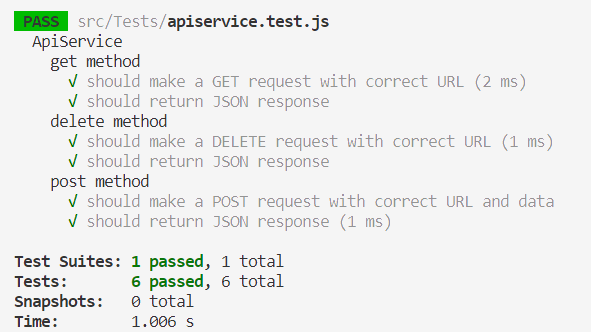 PASS src/Tests/apiservice.test.js
ApiService
get method
√ should make a GET request with correct URL (2 ms)
√ should return JSON response
delete method
√ should make a DELETE request with correct URL (1 ms)
√ should return JSON response
post method
√ should make a POST request with correct URL and data
√ should return JSON response (1 ms)
Test Suites: 1 passed, 1 total
Tests: 6 passed, 6 total
Snapshots: 0 total
Time: 1.006 s